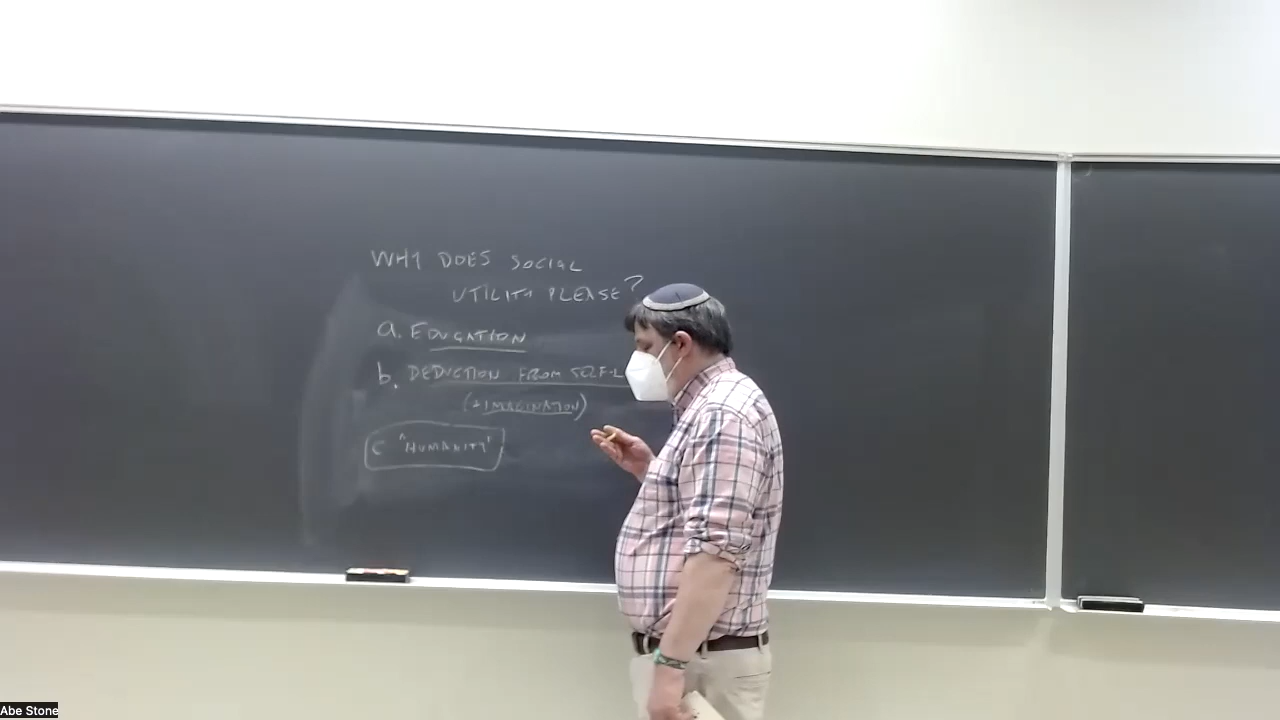 WHY DOES SOCIAL
UTILITY PLEASE?
a. EDUCATION
b. DEDUCTION FROM SELF-L
(+ IMAGINATION)
c "HUMANITY"
Abe Stone